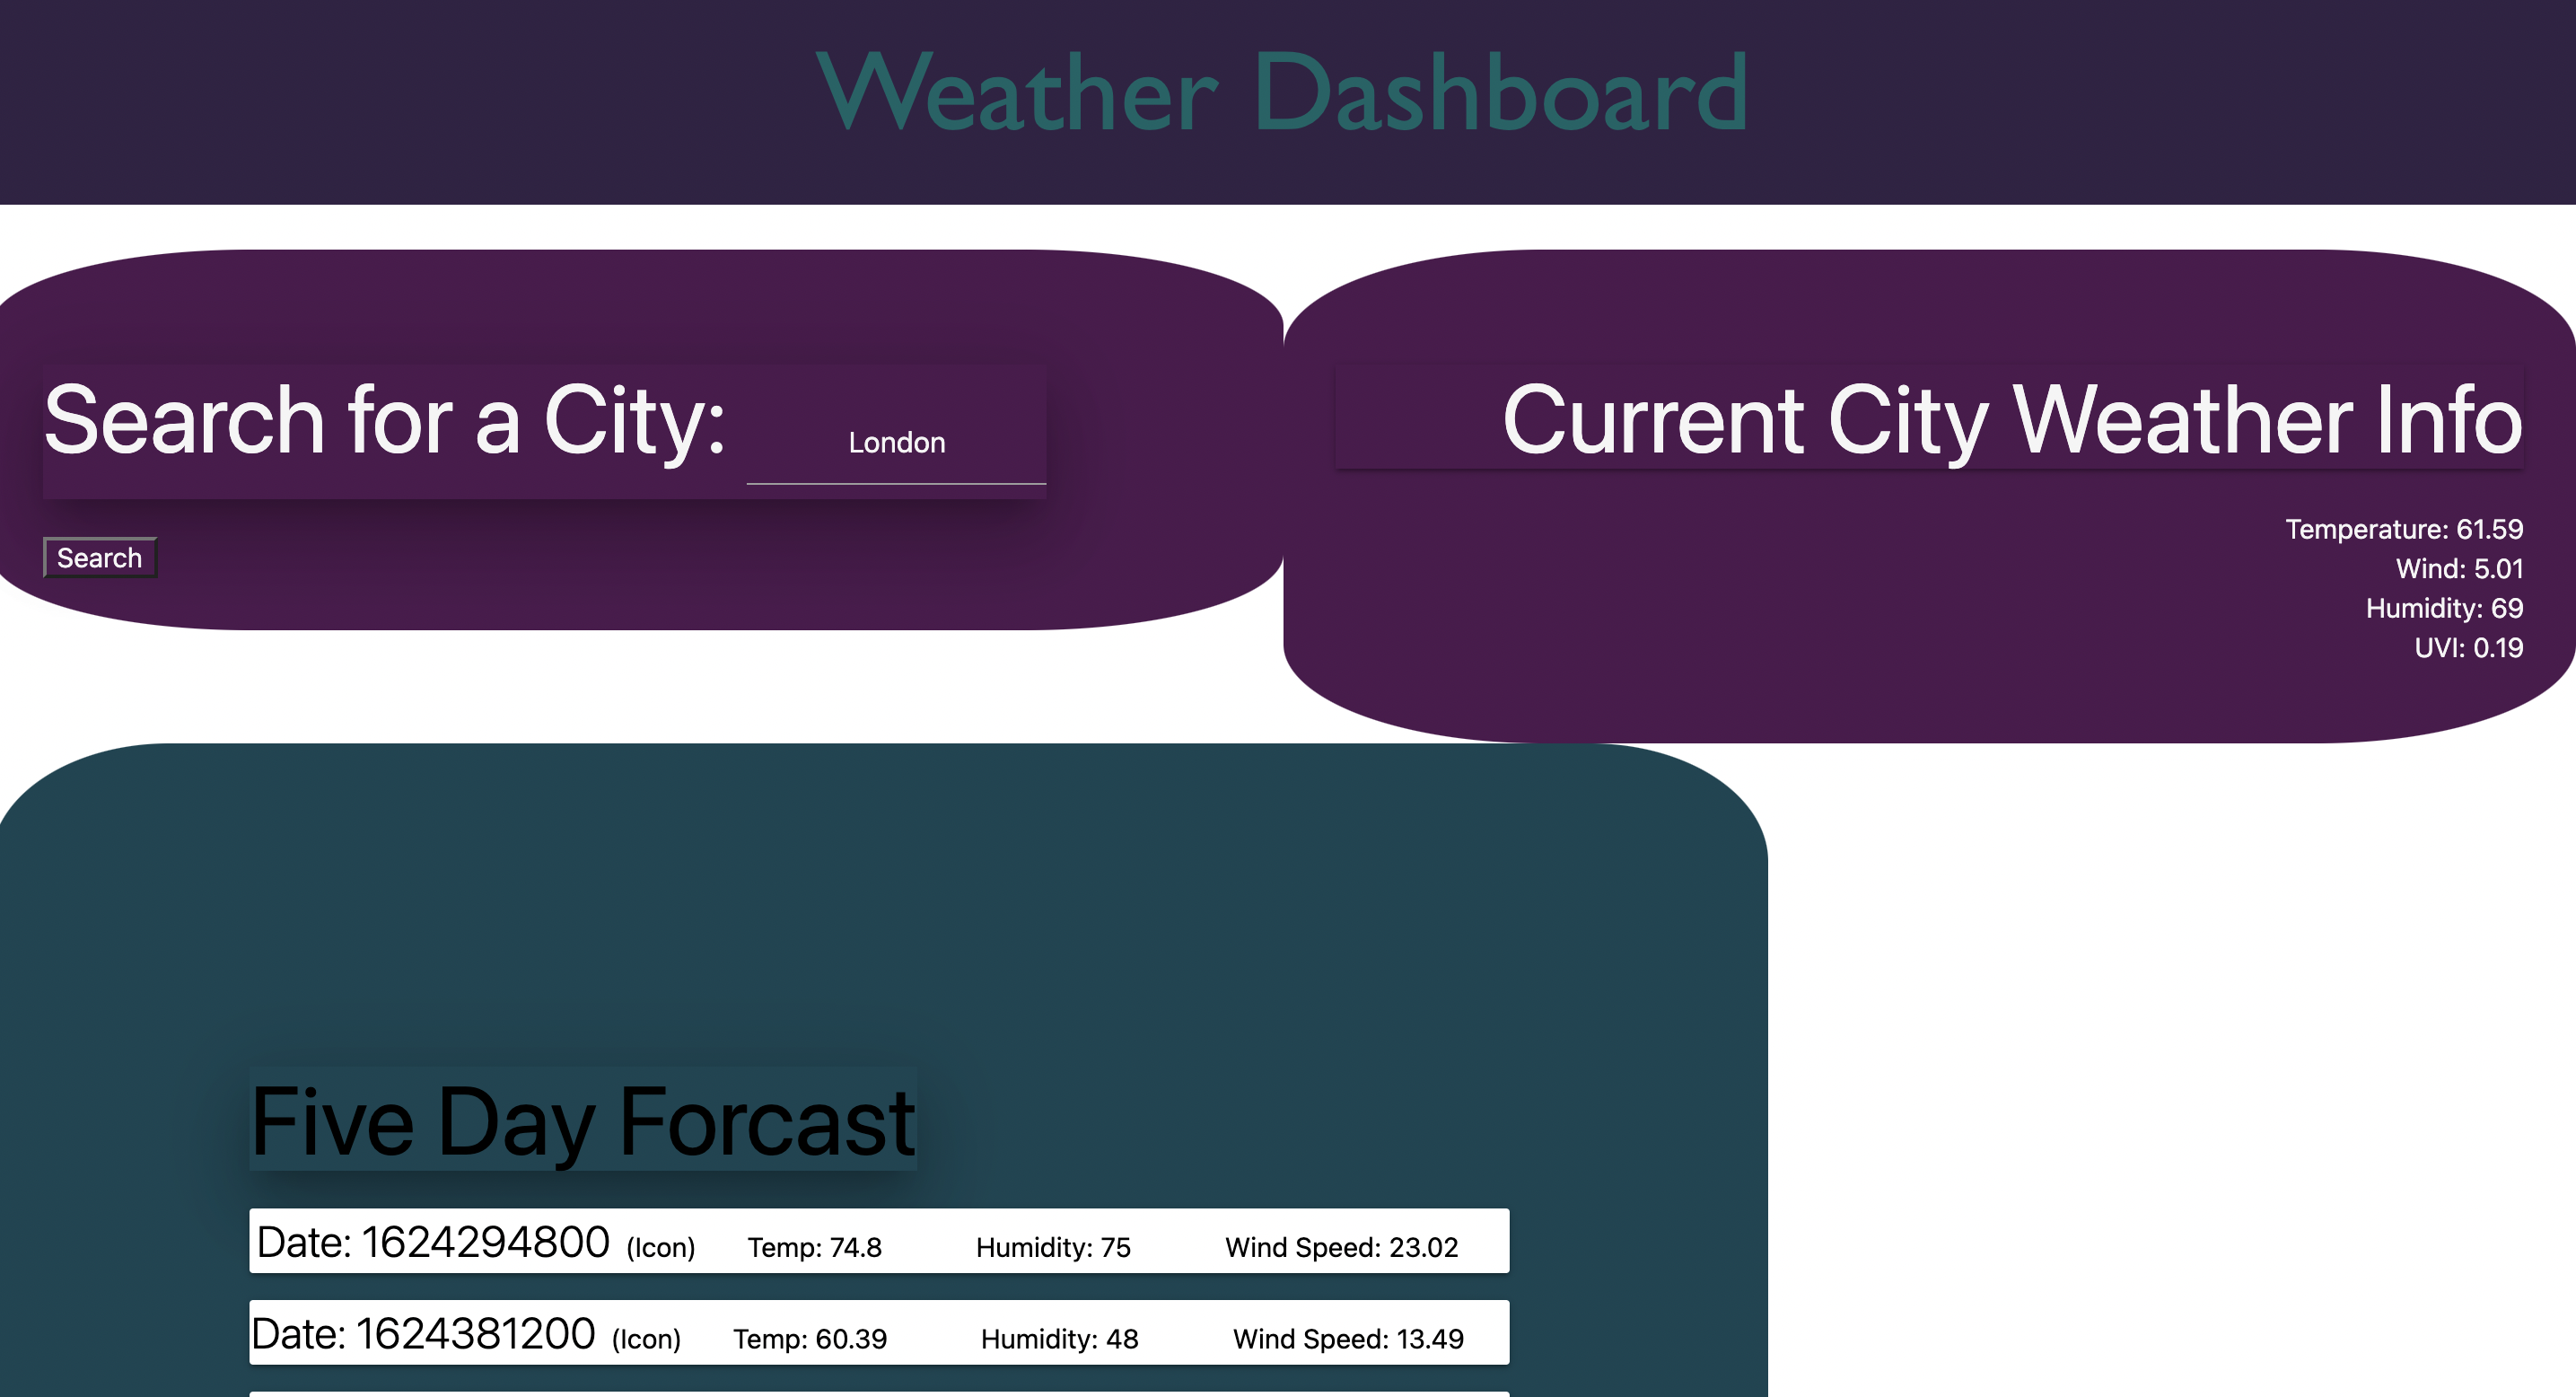 Weather Dashboard
Search for a City: London
Search
Current City Weather Info
Temperature: 61.59
Wind: 5.01
Humidity: 69
UVI: 0.19
Five Day Forcast
Date: 1624294800 (Icon) Temp: 74.8 Humidity: 75 Wind Speed: 23.02
Date: 1624381200 (Icon) Temp: 60.39 Humidity: 48 Wind Speed: 13.49